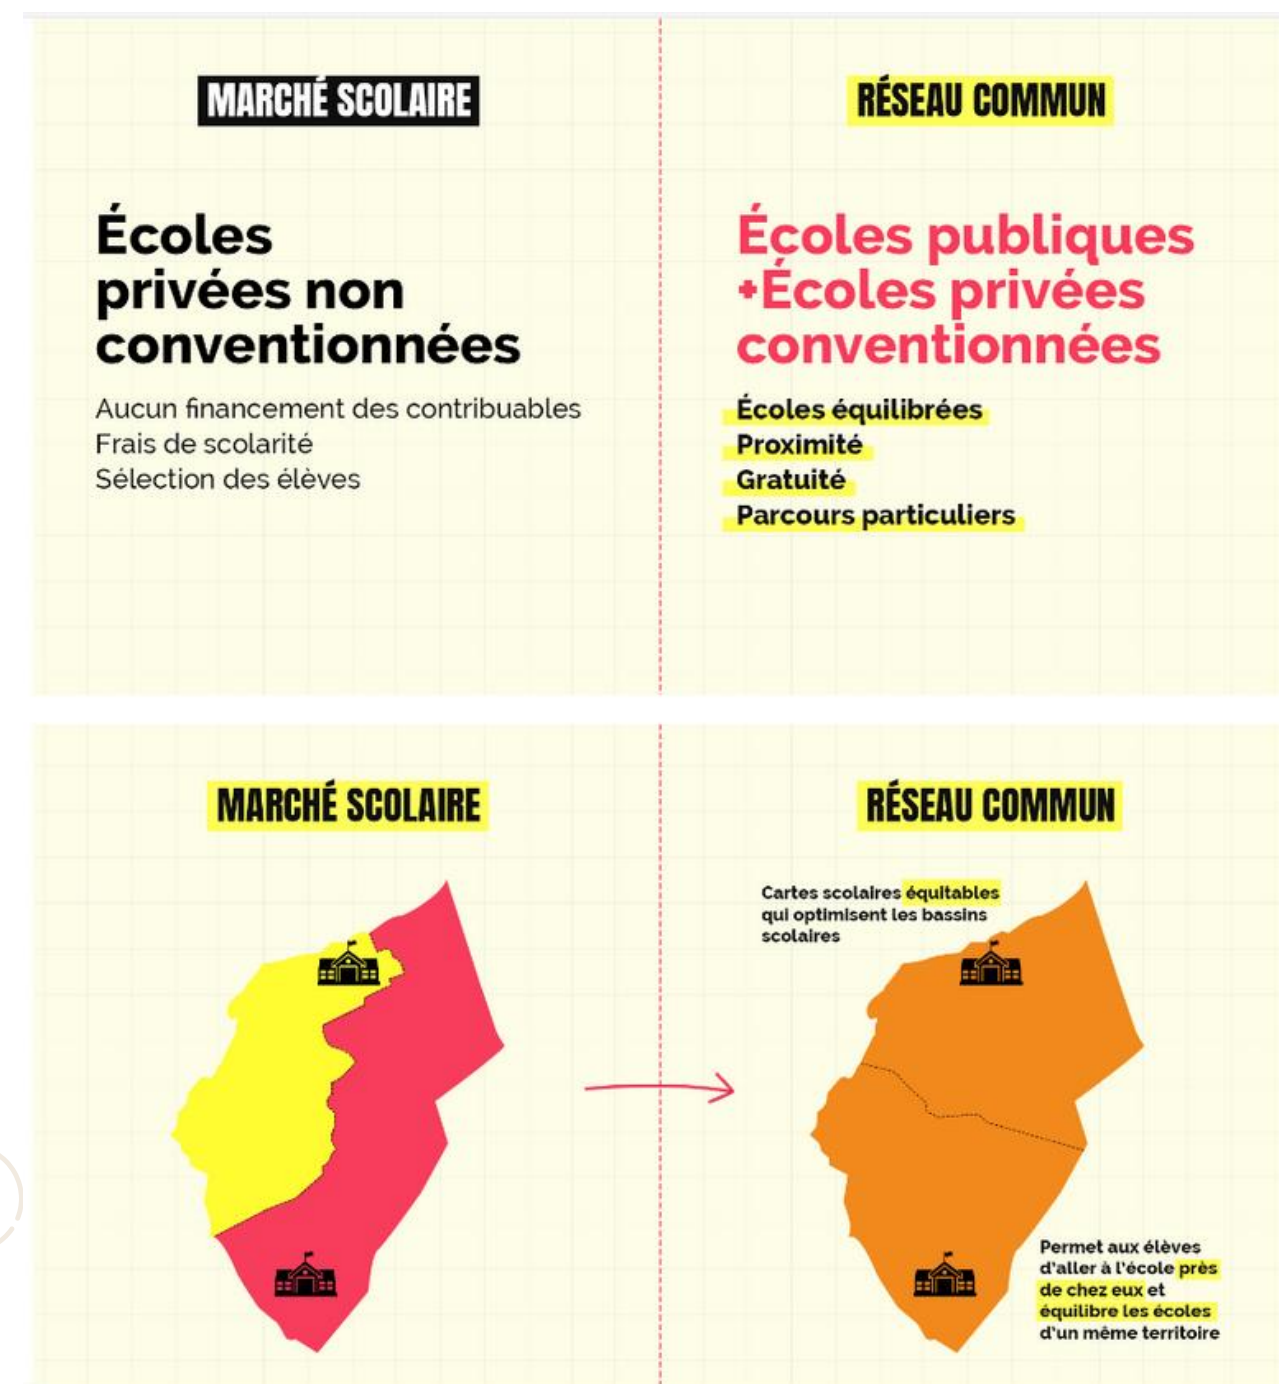 MARCHÉ SCOLAIRE
Écoles
privées non
conventionnées
Aucun financement des contribuables
Frais de scolarité
Sélection des élèves
RÉSEAU COMMUN
Écoles publiques
+Écoles privées
conventionnées
Écoles équilibrées
Proximité
Gratuité
Parcours particuliers
MARCHÉ SCOLAIRE
RÉSEAU COMMUN
Cartes scolaires équitables
qui optimisent les bassins
scolaires
Permet aux élèves
d'aller à l'école près
de chez eux et
équilibre les écoles
d'un même territoire